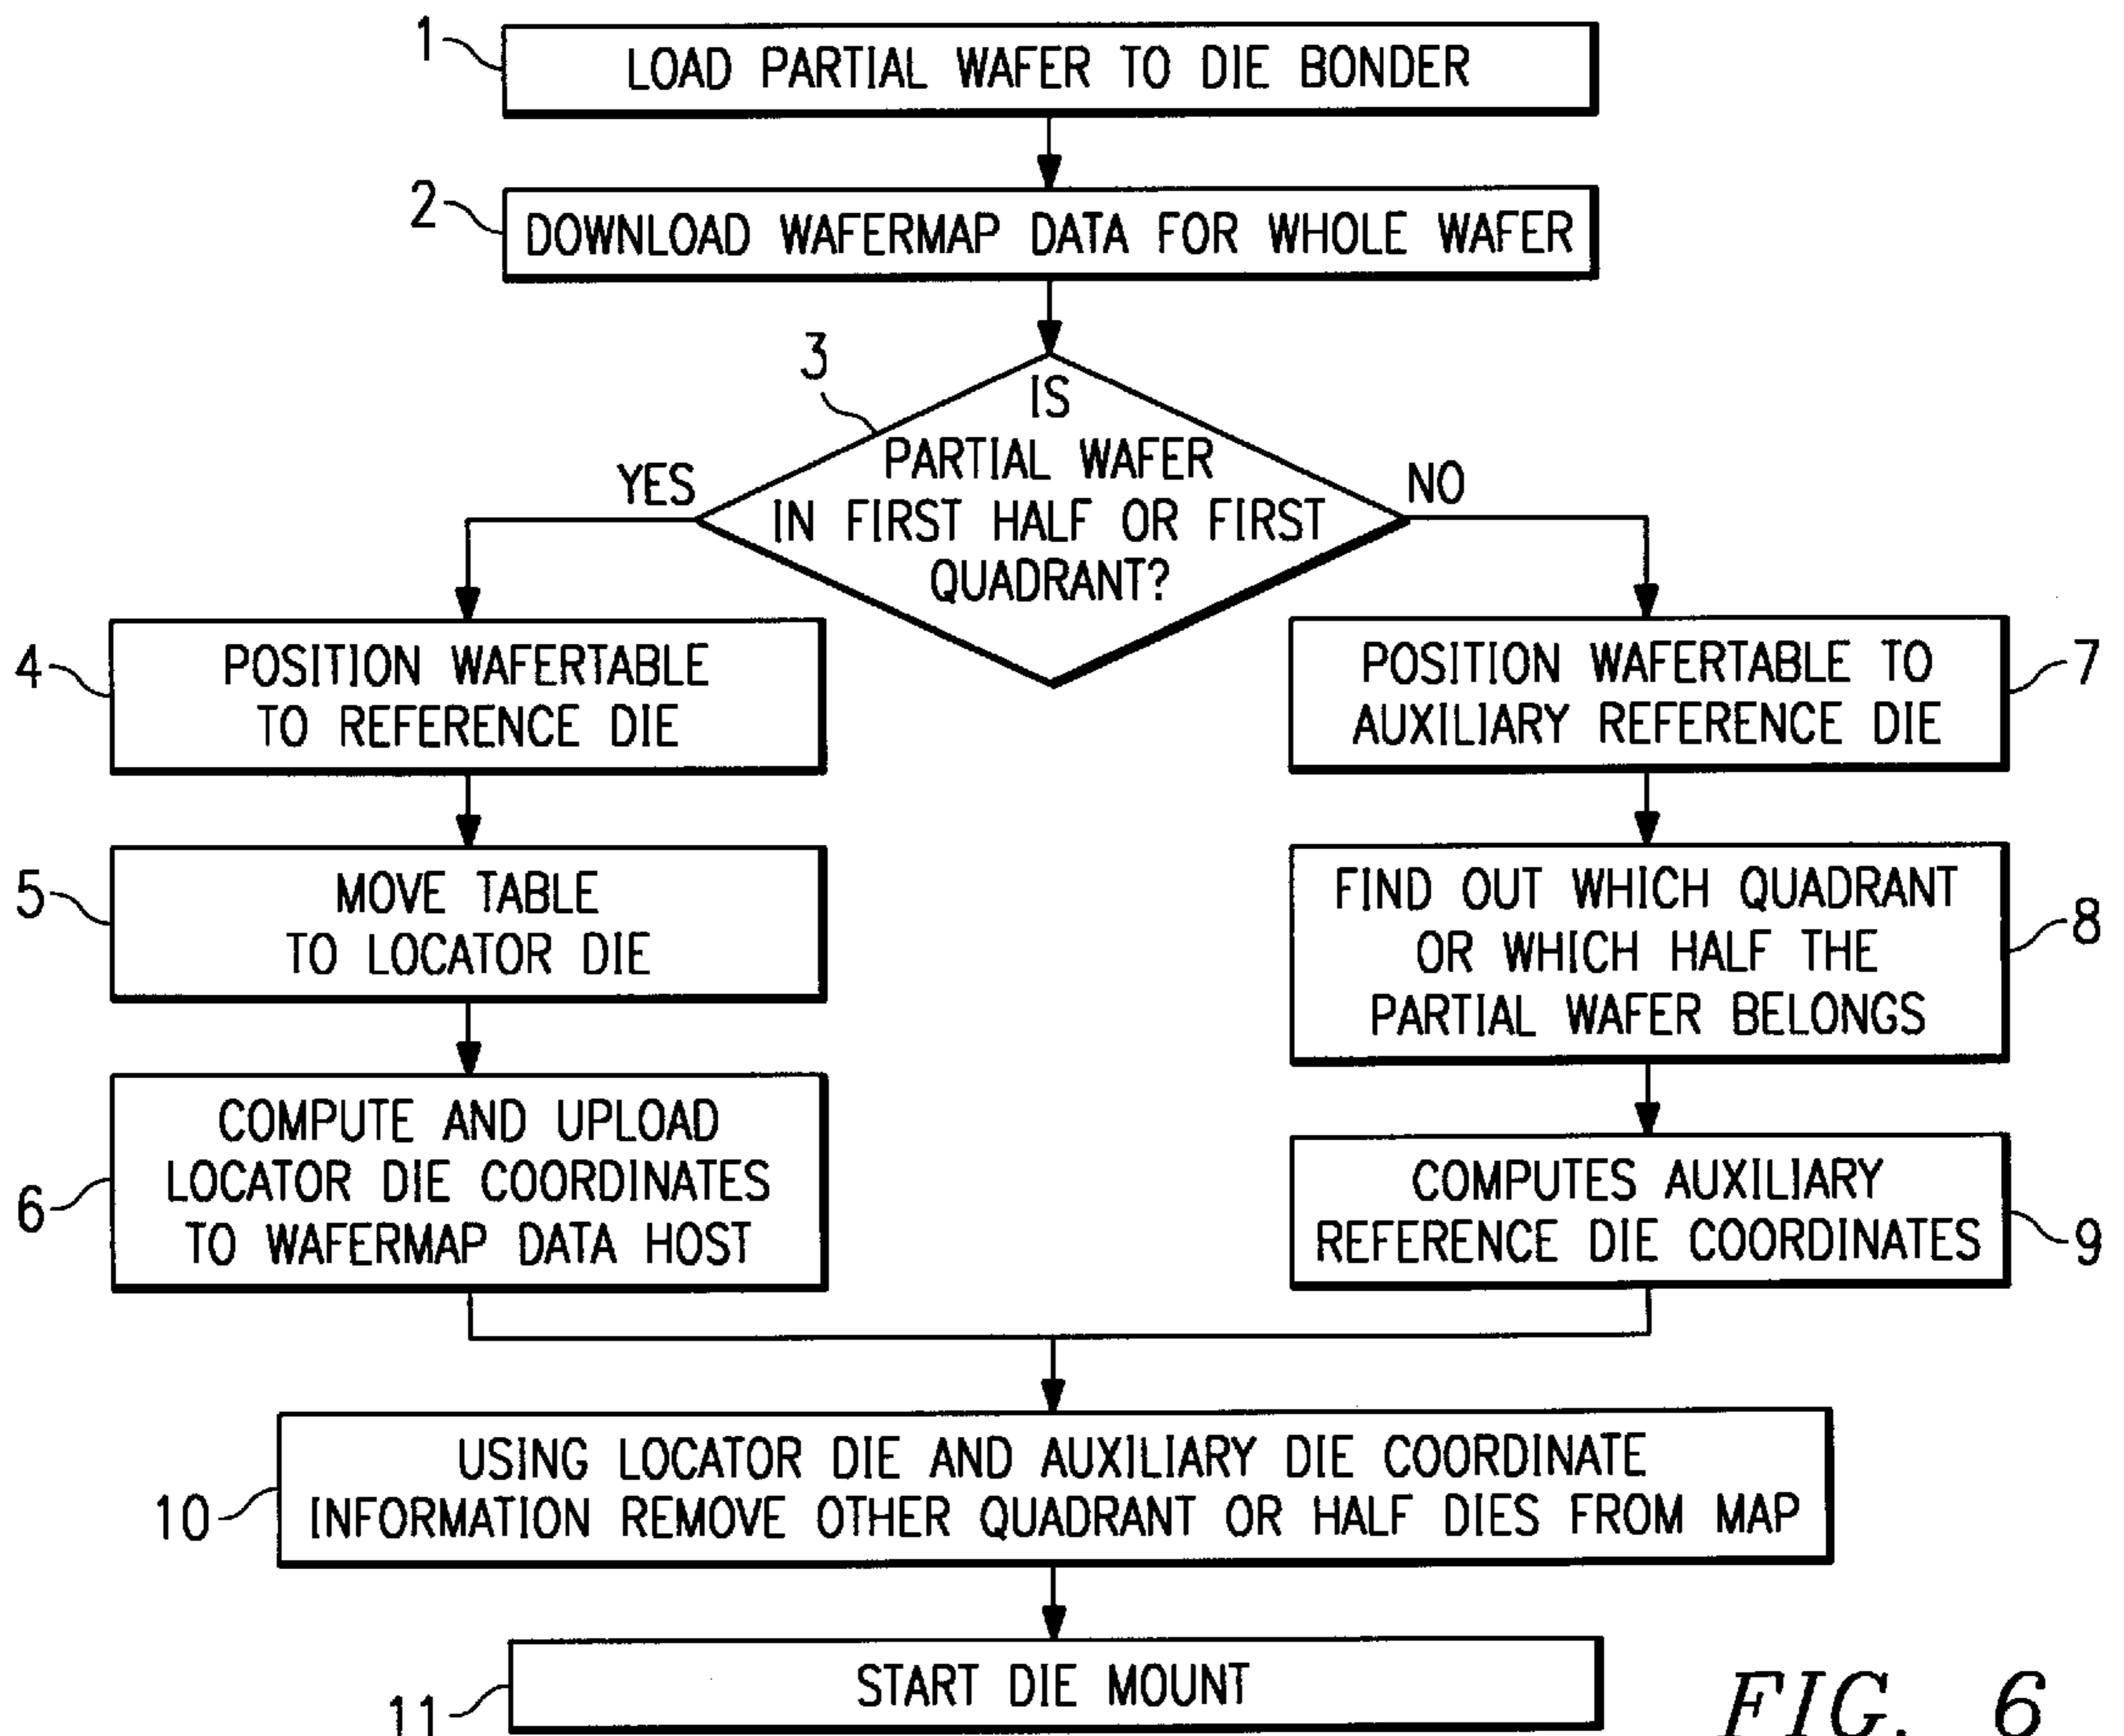 1
LOAD PARTIAL WAFER TO DIE BONDER
2
DOWNLOAD WAFERMAP DATA FOR WHOLE WAFER
3
IS
PARTIAL WAFER
IN FIRST HALF OR FIRST
QUADRANT?
YES
NO
4
POSITION WAFERTABLE
TO REFERENCE DIE
POSITION WAFERTABLE TO
AUXILIARY REFERENCE DIE
7
5
MOVE TABLE
TO LOCATOR DIE
FIND OUT WHICH QUADRANT
OR WHICH HALF THE
PARTIAL WAFER BELONGS
8
6
COMPUTE AND UPLOAD
LOCATOR DIE COORDINATES
TO WAFERMAP DATA HOST
COMPUTES AUXILIARY
REFERENCE DIE COORDINATES
9
10
USING LOCATOR DIE AND AUXILIARY DIE COORDINATE
INFORMATION REMOVE OTHER QUADRANT OR HALF DIES FROM MAP
11
START DIE MOUNT
FIG. 6